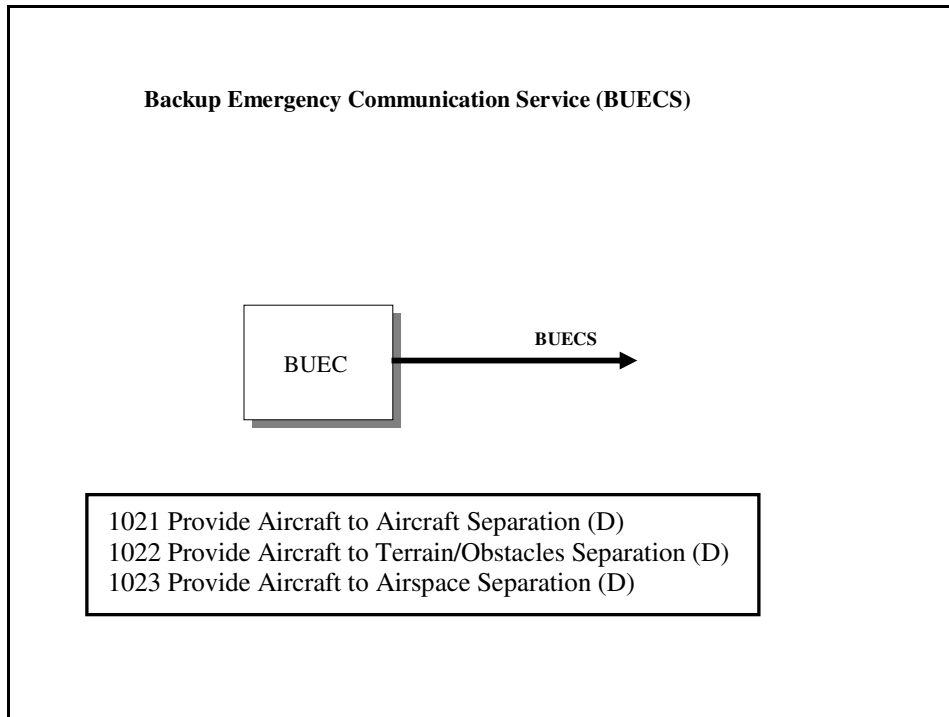 Backup Emergency Communication Service (BUECS)
BUECS
BUEC
1021 Provide Aircraft to Aircraft Separation (D)
1022 Provide Aircraft to Terrain/Obstacles Separation (D)
1023 Provide Aircraft to Airspace Separation (D)